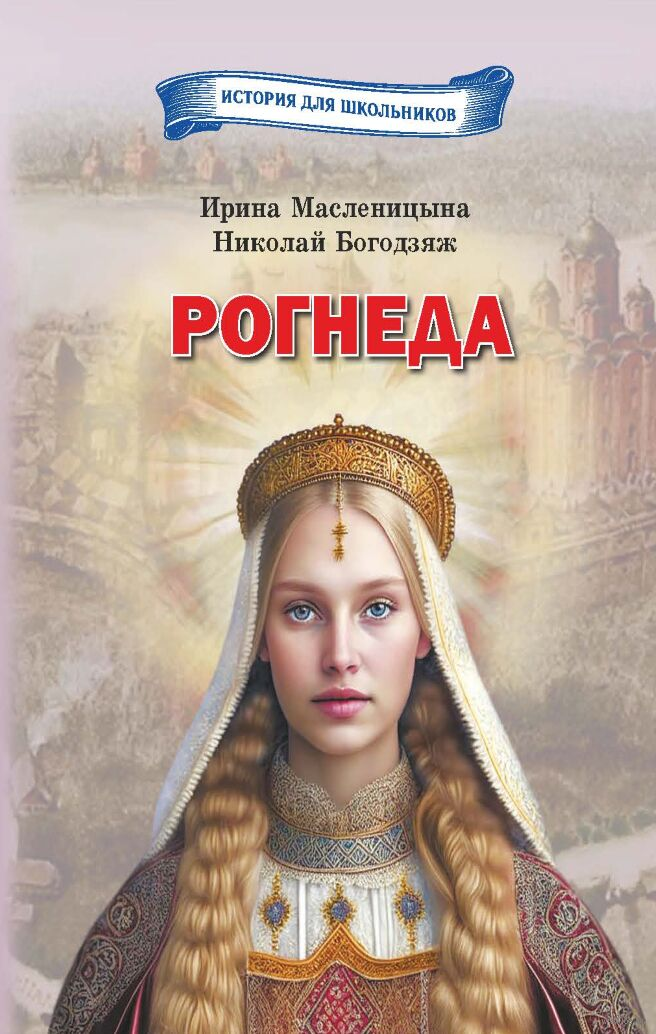 ИСТОРИЯ ДЛЯ ШКОЛЬНИКОВ
Ирина Масленицына
Николай Богодзяж
РОГНЕДА